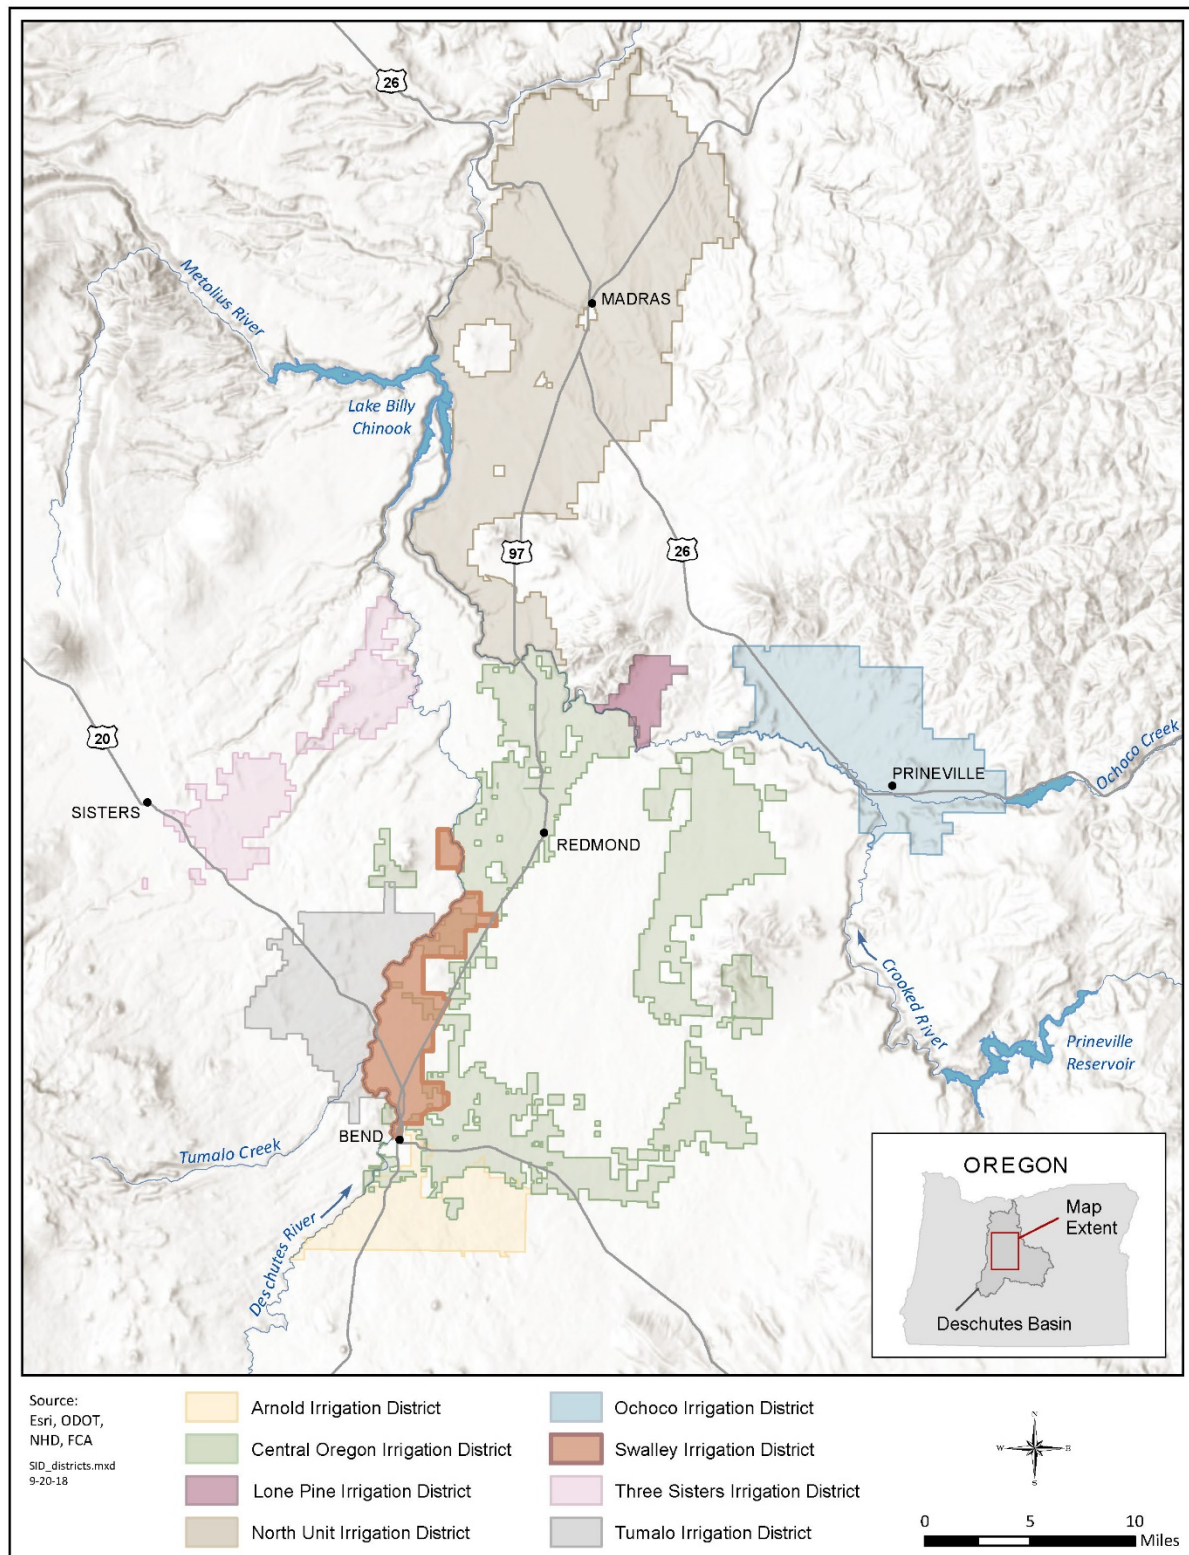 26
Metolius River
MADRAS
Lake Billy
Chinook
97
26
20
SISTERS
PRINEVILLE
Ochoco Creek
REDMOND
Crooked River
Prineville
Reservoir
BEND
Tumalo Creek
Deschutes River
OREGON
Map
Extent
Deschutes Basin
Source:
Esri, ODOT,
NHD, FCA
SID_districts.mxd
9-20-18
Arnold Irrigation District
Central Oregon Irrigation District
Lone Pine Irrigation District
North Unit Irrigation District
Ochoco Irrigation District
Swalley Irrigation District
Three Sisters Irrigation District
Tumalo Irrigation District
N
W
E
S
0
5
10
Miles